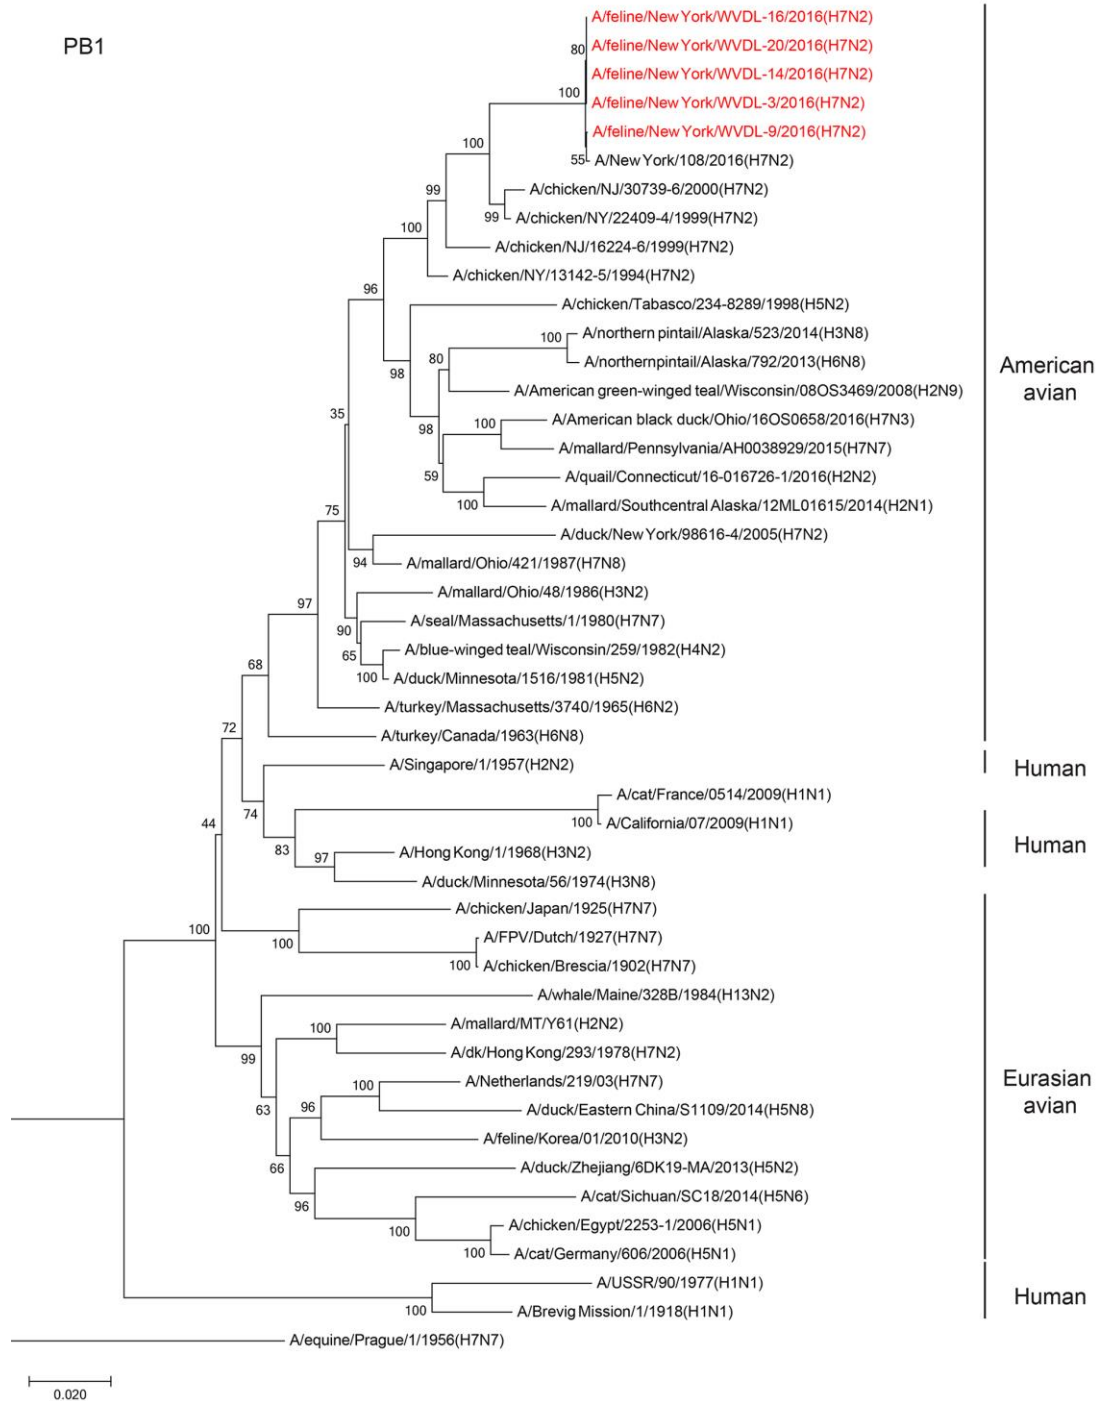 PB1
A/feline/New York/WVDL-16/2016(H7N2)
A/feline/New York/WVDL-20/2016(H7N2)
80
A/feline/New York/WVDL-14/2016(H7N2)
100
A/feline/New York/WVDL-3/2016(H7N2)
A/feline/New York/WVDL-9/2016(H7N2)
100
55
A/New York/108/2016(H7N2)
A/chicken/NJ/30739-6/2000(H7N2)
99
99
A/chicken/NY/22409-4/1999(H7N2)
100
A/chicken/NJ/16224-6/1999(H7N2)
A/chicken/NY/13142-5/1994(H7N2)
96
A/chicken/Tabasco/234-8289/1998(H5N2)
100
A/northern pintail/Alaska/523/2014(H3N8)
80
A/northernpintail/Alaska/792/2013(H6N8)
98
A/American green-winged teal/Wisconsin/08OS3469/2008(H2N9)
American
avian
35
98
100
A/American black duck/Ohio/16OS0658/2016(H7N3)
A/mallard/Pennsylvania/AH0038929/2015(H7N7)
59
A/quail/Connecticut/16-016726-1/2016(H2N2)
100
A/mallard/Southcentral Alaska/12ML01615/2014(H2N1)
75
A/duck/New York/98616-4/2005(H7N2)
94
A/mallard/Ohio/421/1987(H7N8)
A/mallard/Ohio/48/1986(H3N2)
97
90
A/seal/Massachusetts/1/1980(H7N7)
65
A/blue-winged teal/Wisconsin/259/1982(H4N2)
68
100
A/duck/Minnesota/1516/1981(H5N2)
A/turkey/Massachusetts/3740/1965(H6N2)
72
A/turkey/Canada/1963(H6N8)
A/Singapore/1/1957(H2N2)
Human
74
A/cat/France/0514/2009(H1N1)
44
100
A/California/07/2009(H1N1)
83
97
A/Hong Kong/1/1968(H3N2)
Human
A/duck/Minnesota/56/1974(H3N8)
A/chicken/Japan/1925(H7N7)
100
100
A/FPV/Dutch/1927(H7N7)
100
A/chicken/Brescia/1902(H7N7)
A/whale/Maine/328B/1984(H13N2)
100
A/mallard/MT/Y61(H2N2)
99
A/dk/Hong Kong/293/1978(H7N2)
100
A/Netherlands/219/03(H7N7)
Eurasian
avian
63
96
A/duck/Eastern China/S1109/2014(H5N8)
A/feline/Korea/01/2010(H3N2)
66
A/duck/Zhejiang/6DK19-MA/2013(H5N2)
96
A/cat/Sichuan/SC18/2014(H5N6)
100
A/chicken/Egypt/2253-1/2006(H5N1)
100
A/cat/Germany/606/2006(H5N1)
A/USSR/90/1977(H1N1)
Human
100
A/Brevig Mission/1/1918(H1N1)
A/equine/Prague/1/1956(H7N7)
0.020